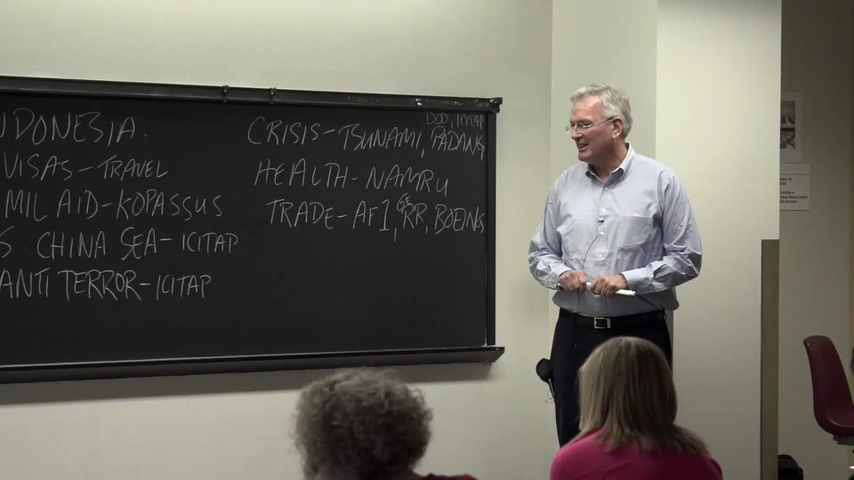 NDONESIA.
VISAS-TRAVEL
MIL AID-KOPASSUS
S. CHINA SEA-ICITAP
ANTI TERROR-ICITAP
DOD, ICITAP
CRISIS-TSUNAMI, PADANG
HEALTH-NAMRU
TRADE-AF1, GE RR, BOEING